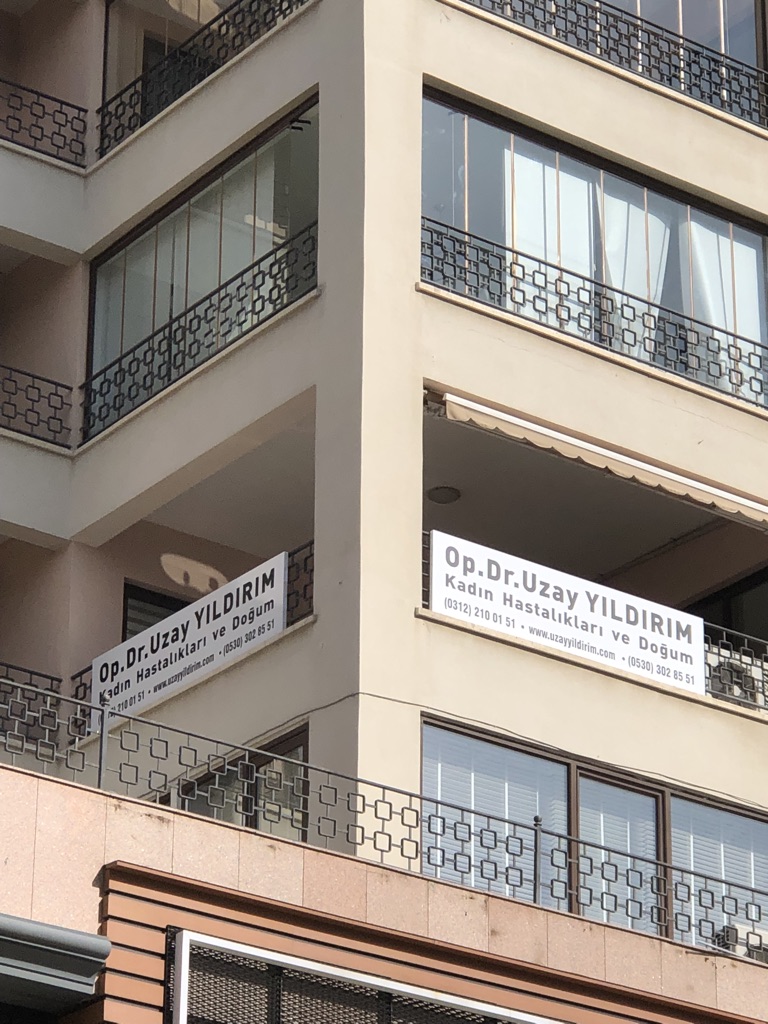 Op.Dr.Uzay YILDIRIM
Kadın Hastalıkları ve Doğum
210 01 51 • www.uzayyildirim.com • (0530) 302 85 51
Op.Dr.Uzay YILDIRIM
Kadın Hastalıkları ve Doğum
(0312) 210 01 51 • www.uzayyildirim.com • (0530) 302 85 51